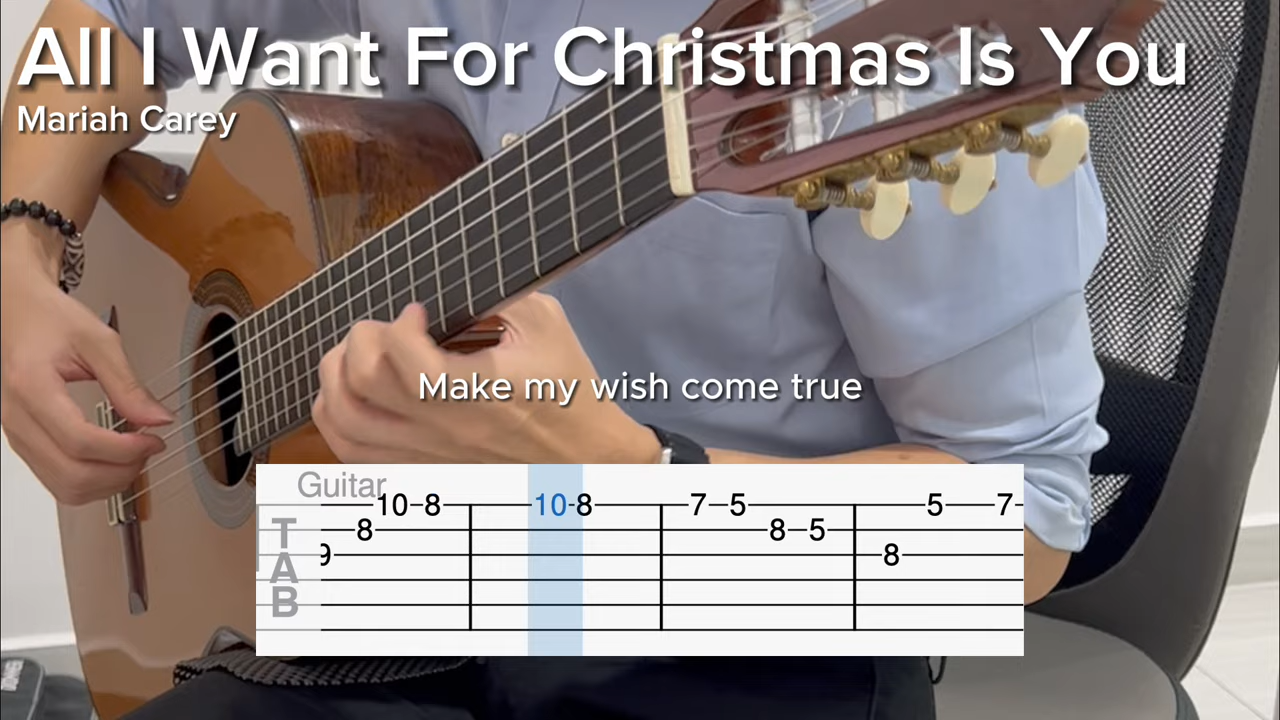 All I Want For Christmas Is You
Mariah Carey
Make my wish come true
Guitar
10-8 10-8 7-5 5 7-
T 8 8-5
A 9 8
B